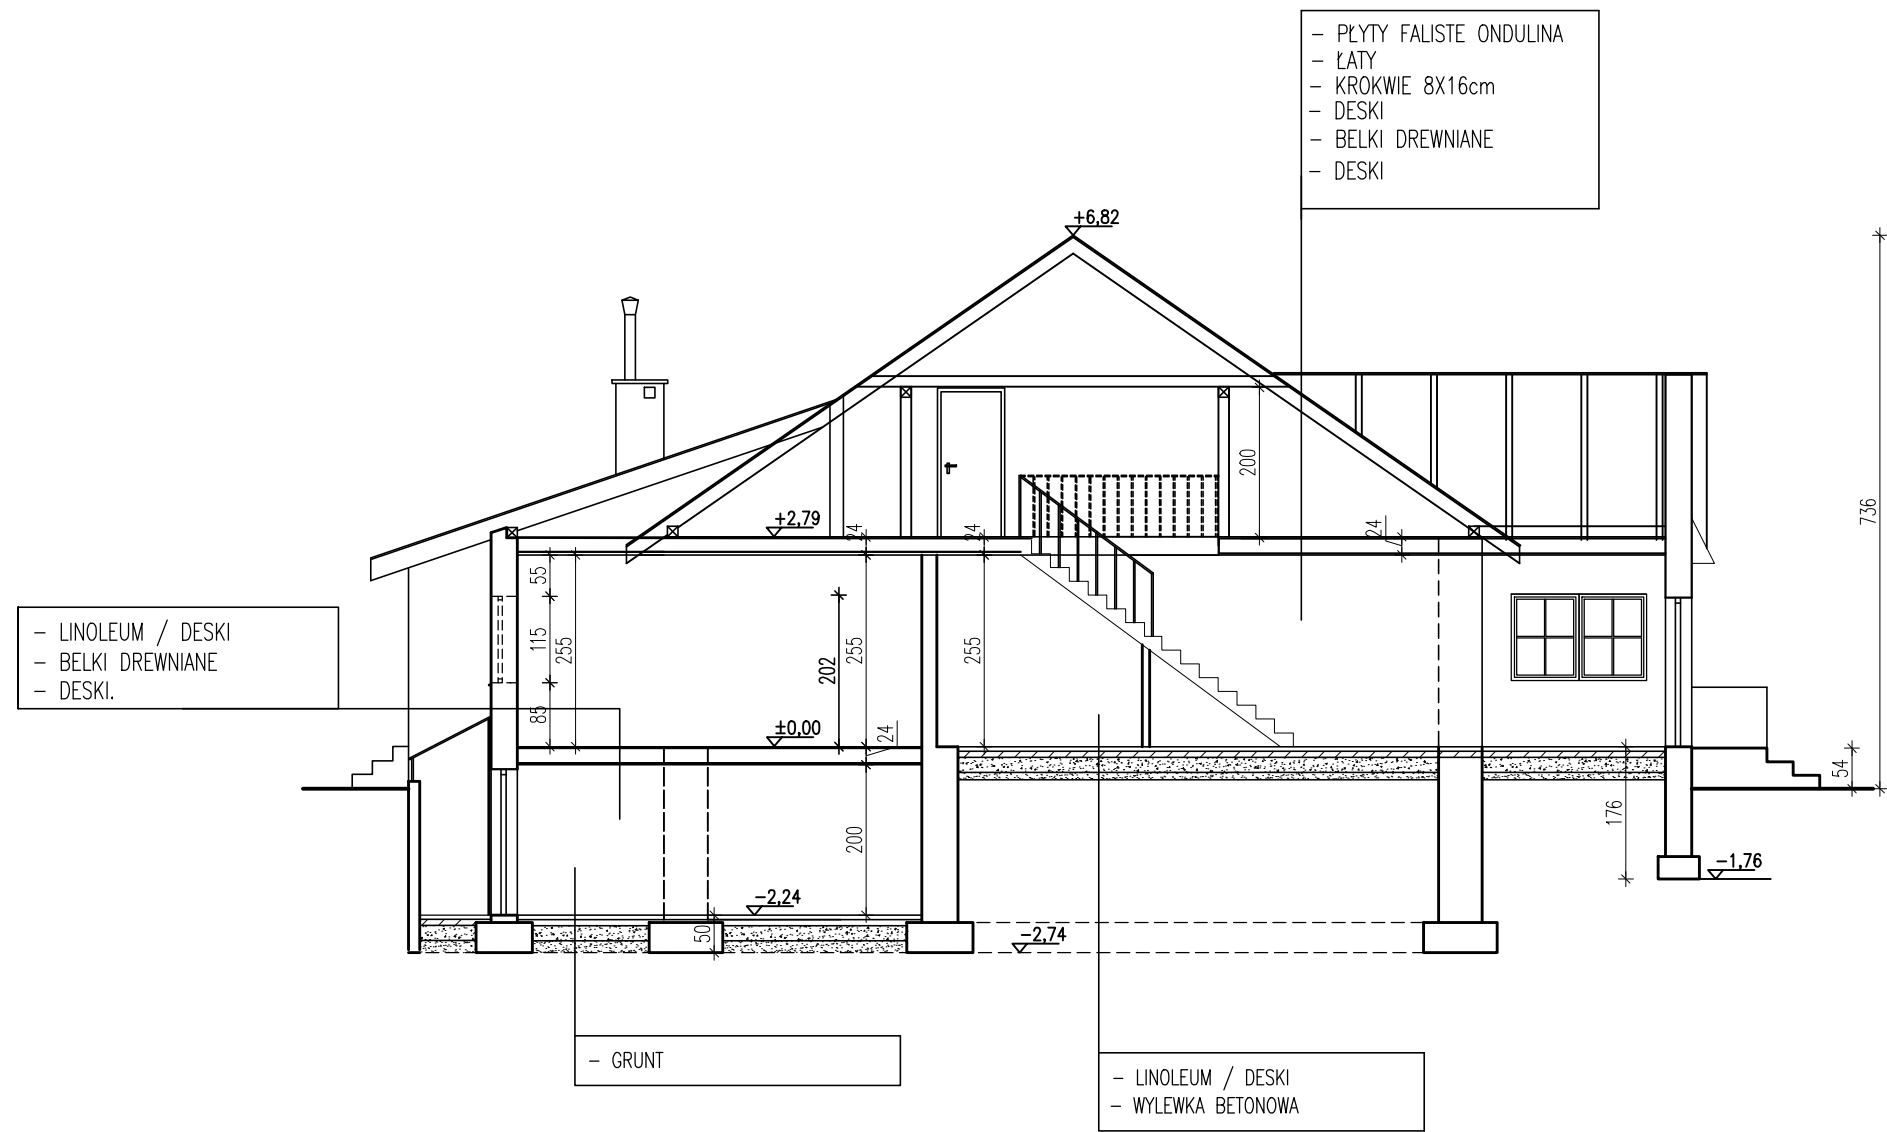 - PŁYTY FALISTE ONDULINA
- ŁATY
- KROKWIE 8X16cm
- DESKI
- BELKI DREWNIANE
- DESKI
+6,82
736
200
+2,79
24
24
24
55
115
255
85
202
255
255
- LINOLEUM / DESKI
- BELKI DREWNIANE
- DESKI.
±0,00
24
54
176
200
-1,76
-2,24
50
-2,74
- GRUNT
- LINOLEUM / DESKI
- WYLEWKA BETONOWA